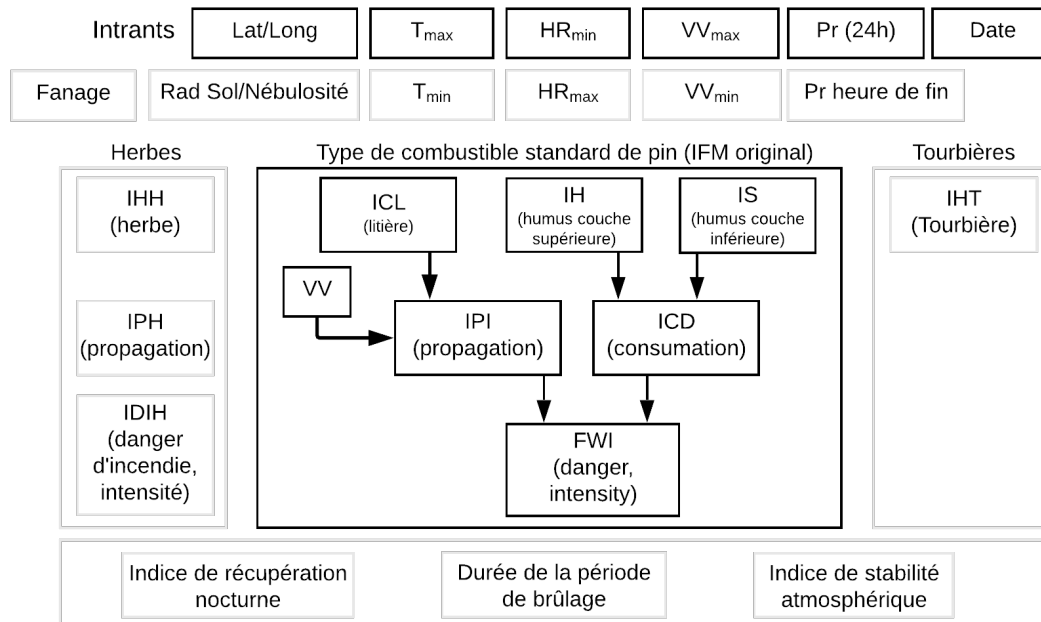 Intrants
Lat/Long
Tmax
HRmin
VVmax
Pr (24h)
Date
Fanage
Rad Sol/Nébulosité
Tmin
HRmax
VVmin
Pr heure de fin
Herbes
Type de combustible standard de pin (IFM original)
Tourbières
IHH
(herbe)
ICL
(litière)
IH
(humus couche
supérieure)
IS
(humus couche
inférieure)
IHT
(Tourbière)
VV
IPH
(propagation)
IPI
(propagation)
ICD
(consumation)
IDIH
(danger
d'incendie,
intensité)
FWI
(danger,
intensity)
Indice de récupération
nocturne
Durée de la période
de brûlage
Indice de stabilité
atmosphérique